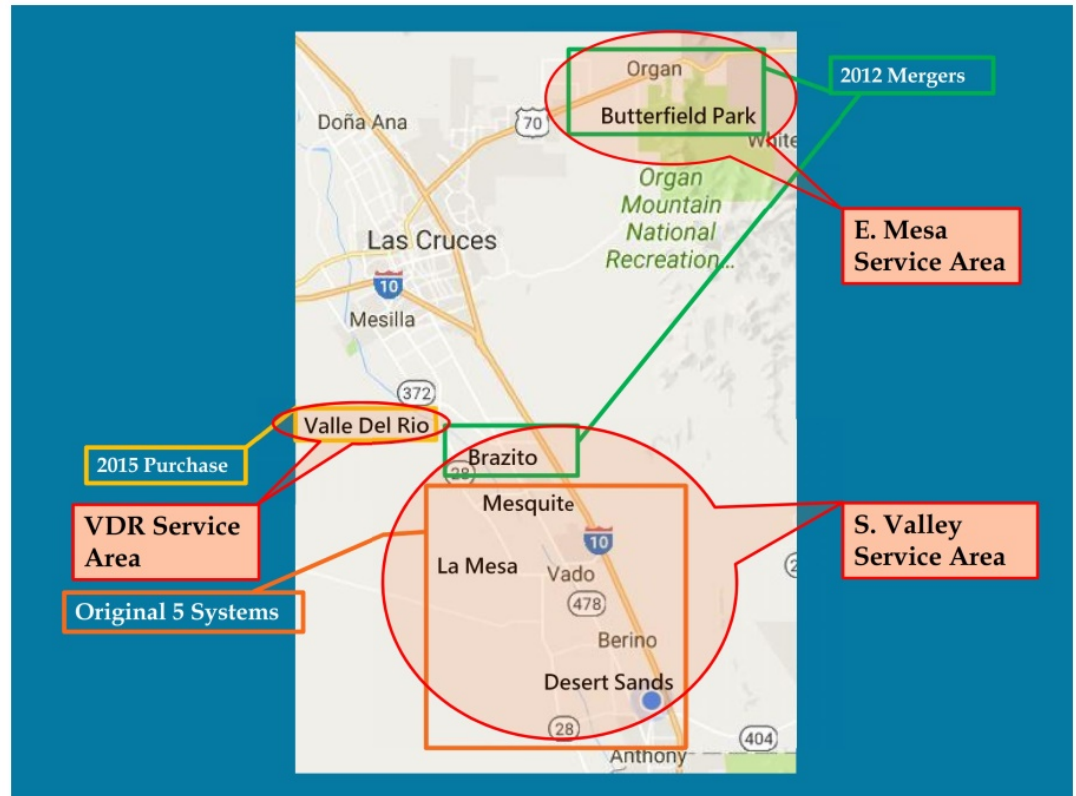 Organ
2012 Mergers
Butterfield Park
Doña Ana
70
White
Organ
Mountain
National
Recreation...
E. Mesa
Service Area
Las Cruces
10
Mesilla
372
Valle Del Rio
2015 Purchase
Brazito
28
Mesquite
VDR Service
Area
S. Valley
Service Area
10
La Mesa
Vado
478
Original 5 Systems
Berino
Desert Sands
28
404
Anthony